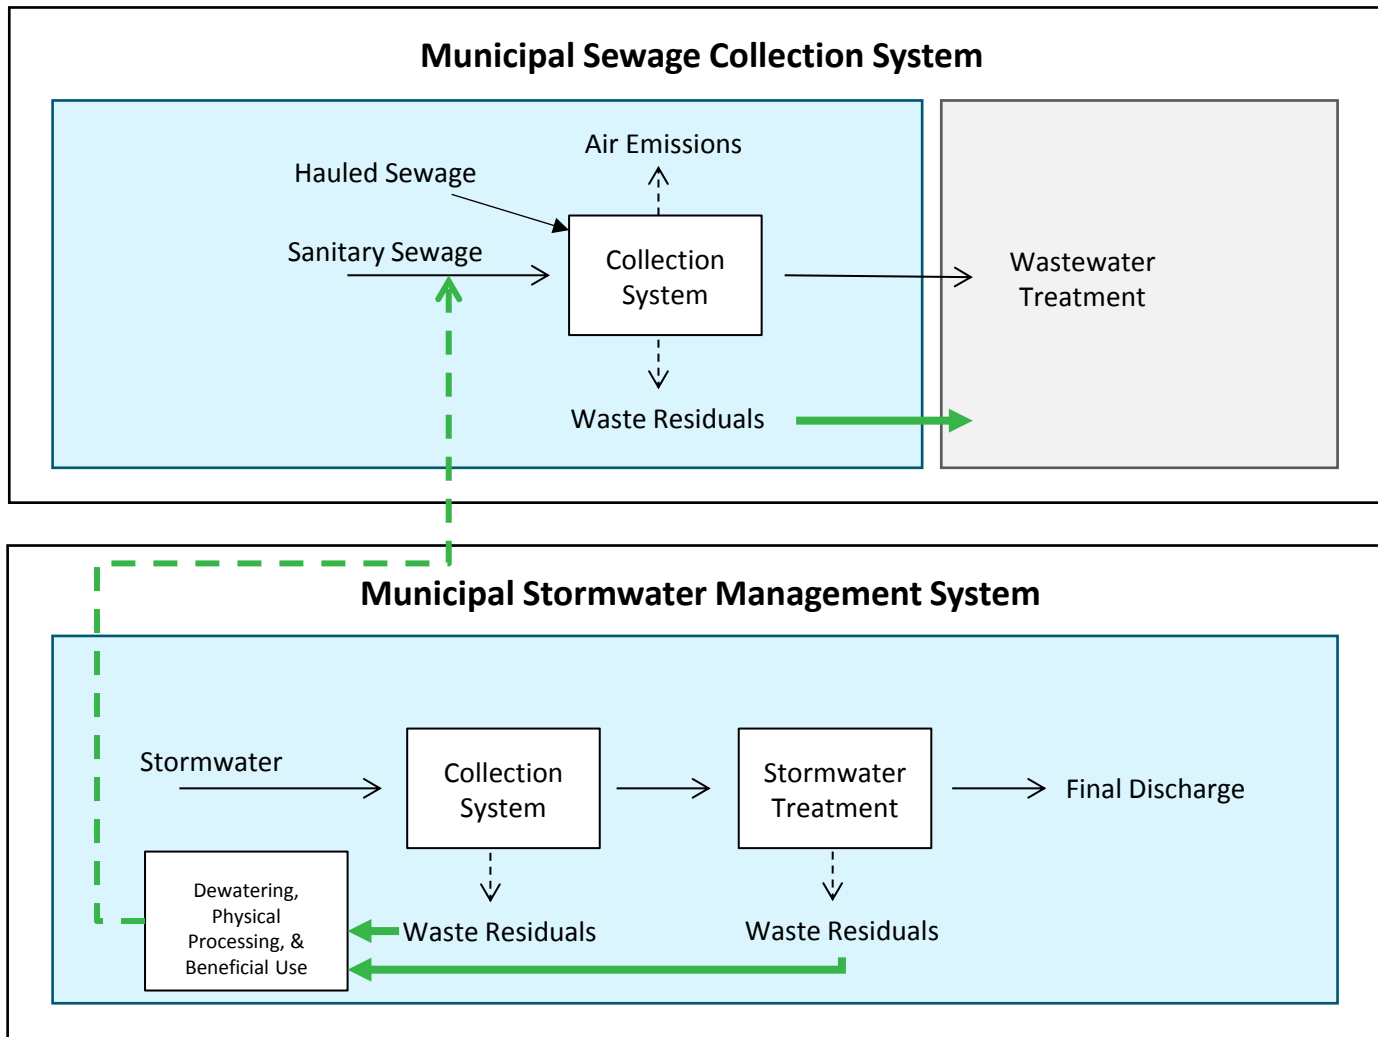 Municipal Sewage Collection System
Air Emissions
Hauled Sewage
Sanitary Sewage
Collection
System
Wastewater
Treatment
Waste Residuals
Municipal Stormwater Management System
Stormwater
Collection
System
Stormwater
Treatment
Final Discharge
Dewatering,
Physical
Processing, &
Beneficial Use
Waste Residuals
Waste Residuals